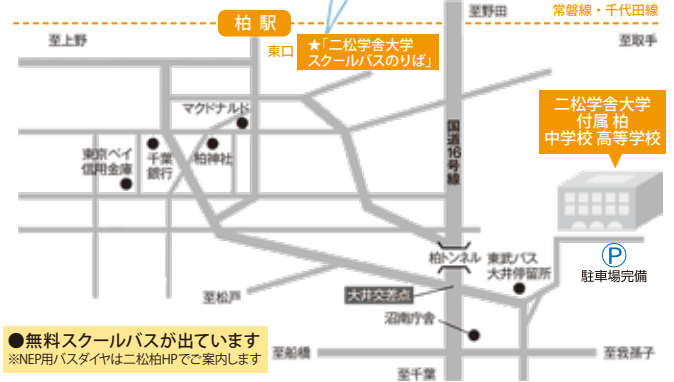 至野田
常磐線・千代田線
柏 駅
至上野
東口
★「二松学舎大学
スクールバスのりば」
至取手
マクドナルド
国道16号線
二松学舎大学
付属 柏
中学校 高等学校
東京ベイ
信用金庫
千葉
銀行
柏神社
柏トンネル
東武バス
大井停留所
P
駐車場完備
至松戸
大井交差点
沼南庁舎
●無料スクールバスが出ています
※NEP用バスダイヤは二松柏HPでご案内します
至船橋
至我孫子
至千葉